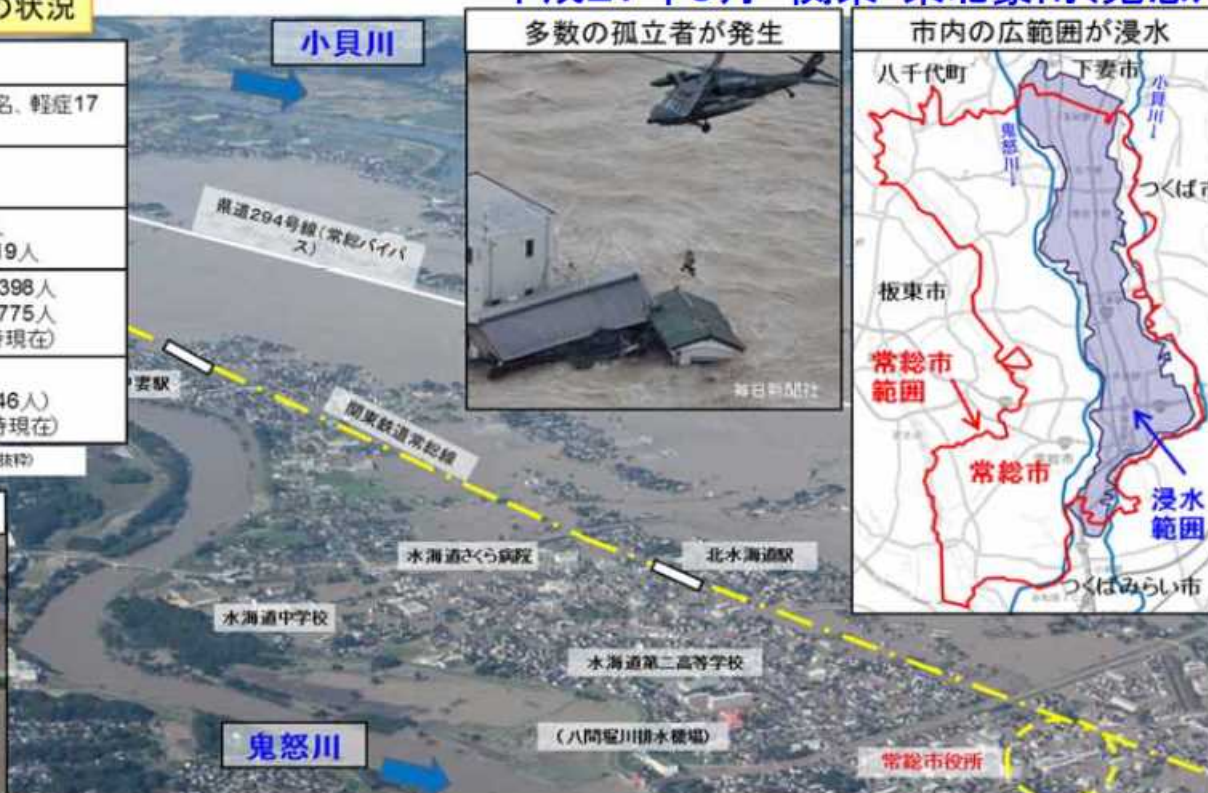 の状況
名、軽症17
19人
398人
775人
時現在）
46人）
時現在）
抜粋）
小貝川
県道294号線（常総バイパ
ス）
多数の孤立者が発生
毎日新聞社
市内の広範囲が浸水
八千代町
下妻市
小貝川
鬼怒川
つくば市
板東市
常総市
範囲
常総市
浸水
範囲
つくばみらい市
妻駅
関東鉄道常総線
水海道さくら病院
北水海道駅
水海道中学校
水海道第二高等学校
鬼怒川
（八間堀川排水機場）
常総市役所